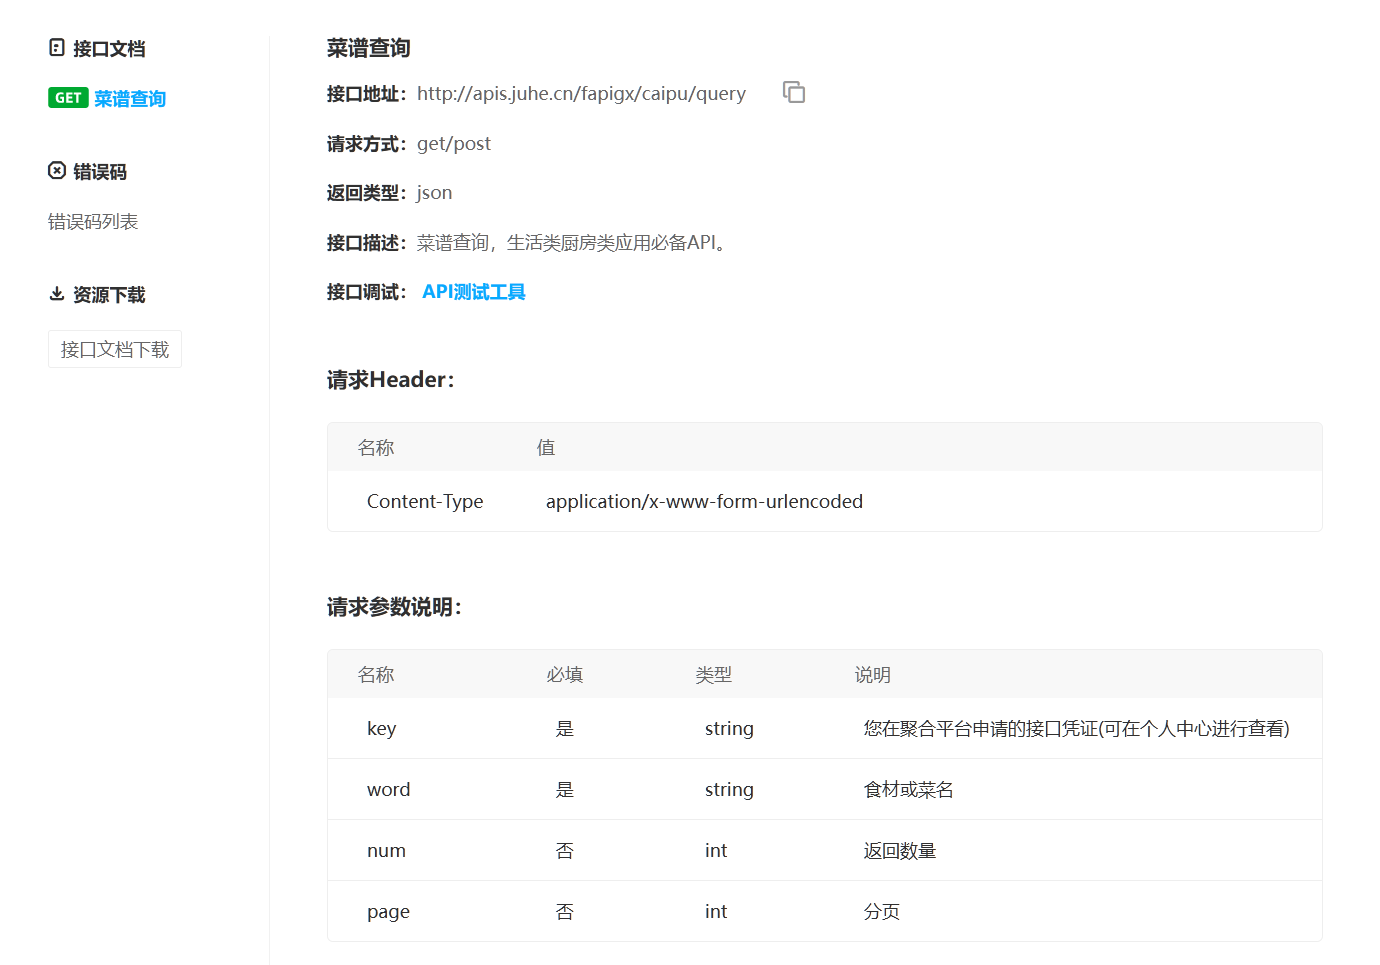 接口文档
GET 菜谱查询
错误码
错误码列表
资源下载
接口文档下载
菜谱查询
接口地址： http://apis.juhe.cn/fapigx/caipu/query
请求方式： get/post
返回类型： json
接口描述： 菜谱查询，生活类厨房类应用必备API。
接口调试： API测试工具
请求Header：
名称 值
Content-Type application/x-www-form-urlencoded
请求参数说明：
名称 必填 类型 说明
key 是 string 您在聚合平台申请的接口凭证(可在个人中心进行查看)
word 是 string 食材或菜名
num 否 int 返回数量
page 否 int 分页